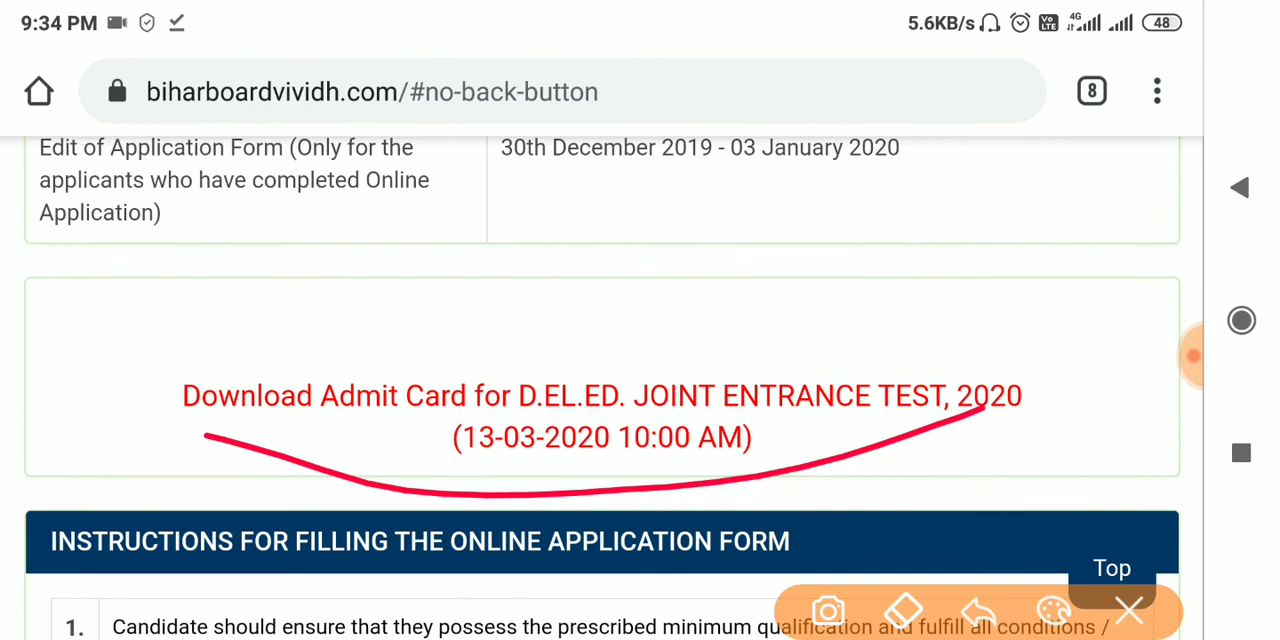 9:34 PM
5.6KB/s
Vo
LTE
4G
48
biharboardvividh.com/#no-back-button
8
Edit of Application Form (Only for the
applicants who have completed Online
Application)
30th December 2019 - 03 January 2020
Download Admit Card for D.EL.ED. JOINT ENTRANCE TEST, 2020
(13-03-2020 10:00 AM)
INSTRUCTIONS FOR FILLING THE ONLINE APPLICATION FORM
Top
1.
Candidate should ensure that they possess the prescribed minimum qualification and fulfill all conditions /